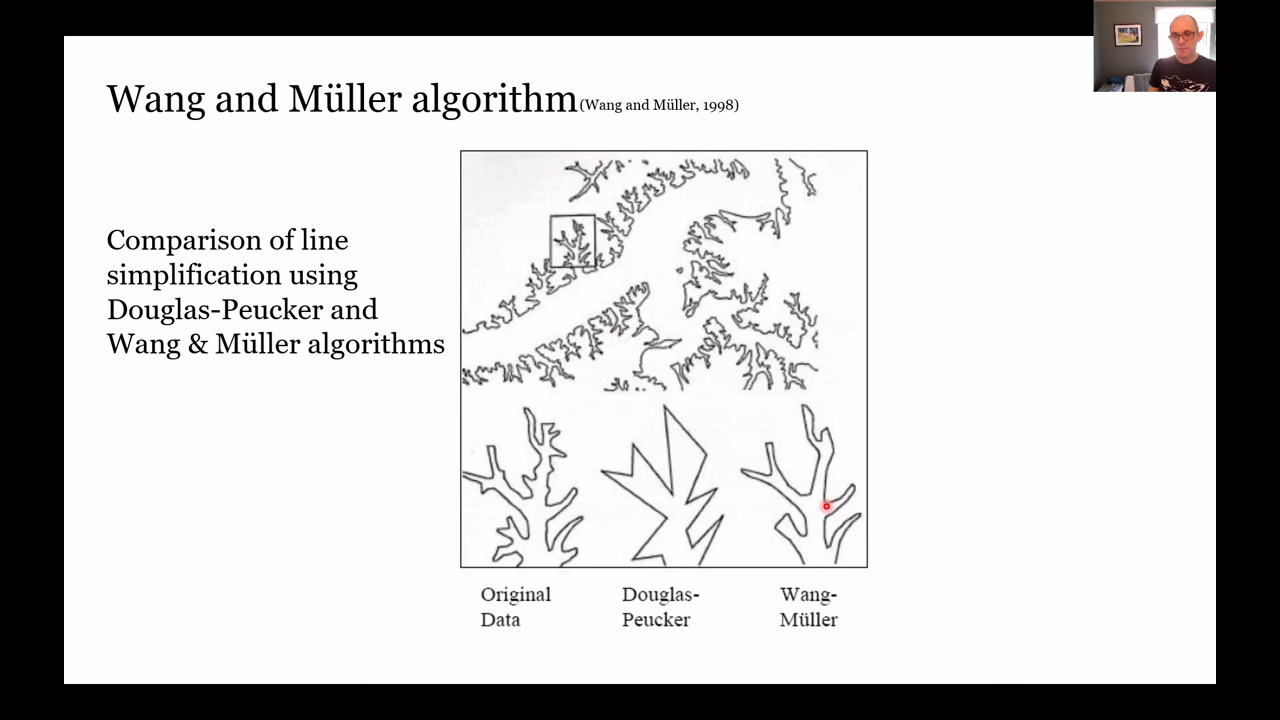 Wang and Müller algorithm (Wang and Müller, 1998)
Comparison of line
simplification using
Douglas-Peucker and
Wang & Müller algorithms
Original
Data
Douglas-
Peucker
Wang-
Müller